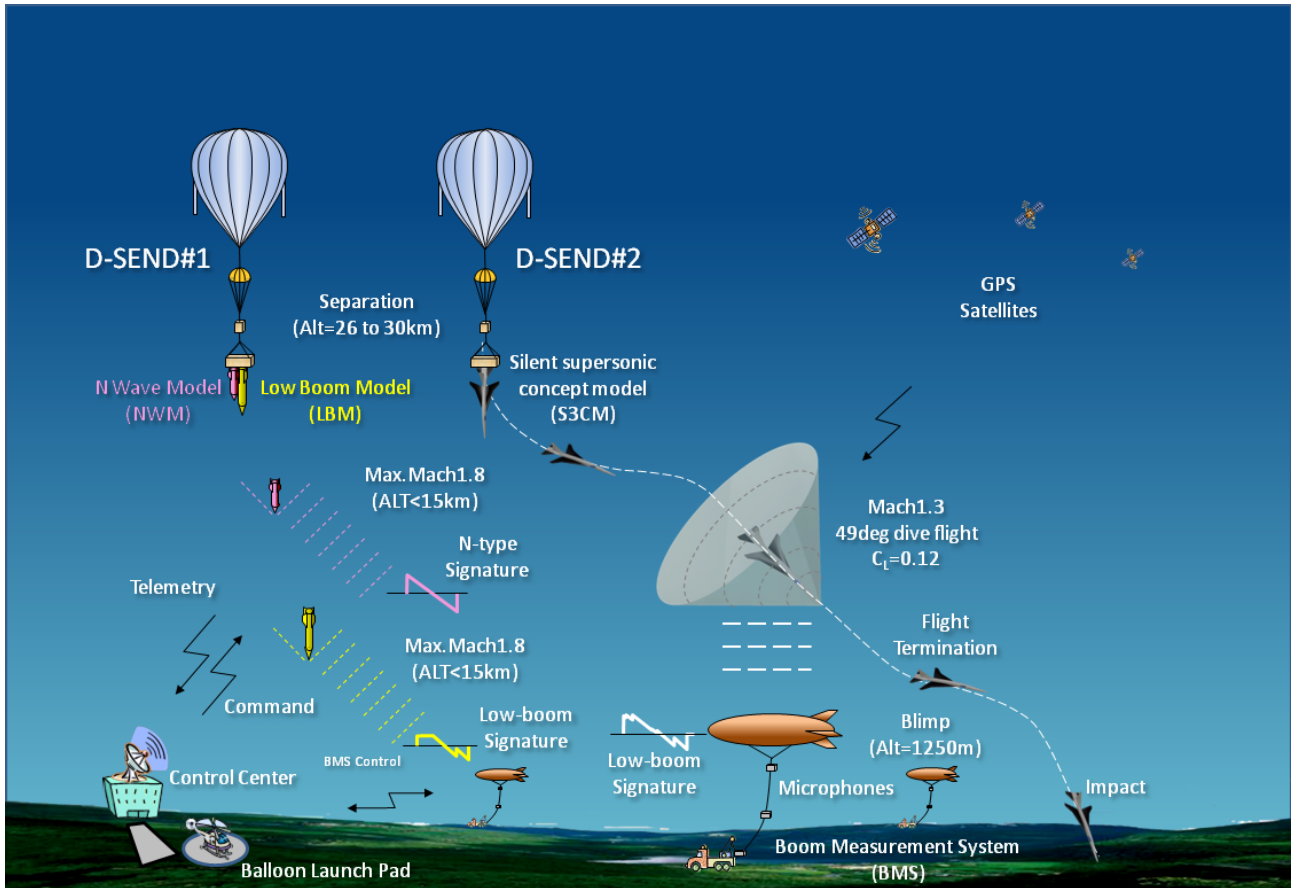 D-SEND#1
D-SEND#2
Separation
(Alt=26 to 30km)
GPS
Satellites
N Wave Model
(NWM)
Low Boom Model
(LBM)
Silent supersonic
concept model
(S3CM)
Max. Mach1.8
(ALT<15km)
Mach1.3
49deg dive flight
CL=0.12
N-type
Signature
Telemetry
Max. Mach1.8
(ALT<15km)
Flight
Termination
Command
Low-boom
Signature
Blimp
(Alt=1250m)
BMS Control
Low-boom
Signature
Control Center
Microphones
Impact
Boom Measurement System
(BMS)
Balloon Launch Pad